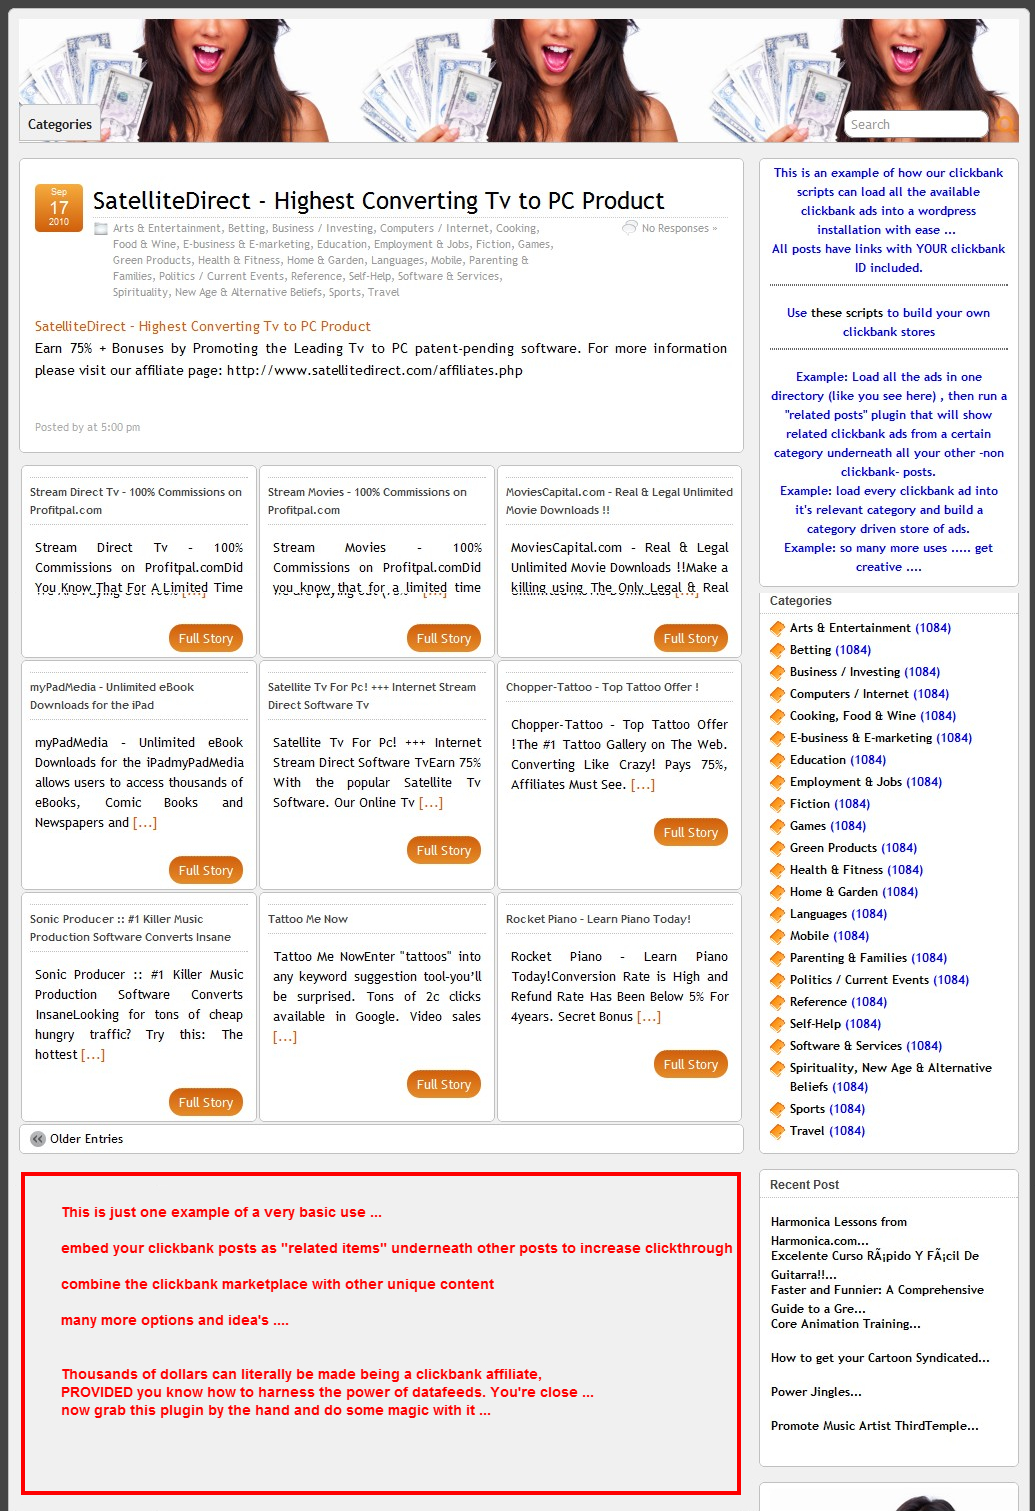 Categories
Search
Sep
17
2010
SatelliteDirect - Highest Converting Tv to PC Product
Arts & Entertainment, Betting, Business / Investing, Computers / Internet, Cooking,
Food & Wine, E-business & E-marketing, Education, Employment & Jobs, Fiction, Games,
Green Products, Health & Fitness, Home & Garden, Languages, Mobile, Parenting &
Families, Politics / Current Events, Reference, Self-Help, Software & Services,
Spirituality, New Age & Alternative Beliefs, Sports, Travel
No Responses »
SatelliteDirect - Highest Converting Tv to PC Product
Earn 75% + Bonuses by Promoting the Leading Tv to PC patent-pending software. For more information
please visit our affiliate page: http://www.satellitedirect.com/affiliates.php
Posted by at 5:00 pm
Stream Direct Tv - 100% Commissions on
Profitpal.com
Stream Direct Tv - 100%
Commissions on Profitpal.comDid
You Know That For A Limited Time
[...]
Full Story
Stream Movies - 100% Commissions on
Profitpal.com
Stream Movies - 100%
Commissions on Profitpal.comDid
you know that for a limited time
[...]
Full Story
MoviesCapital.com - Real & Legal Unlimited
Movie Downloads !!
MoviesCapital.com - Real & Legal
Unlimited Movie Downloads !!Make a
killing using The Only Legal & Real
[...]
Full Story
myPadMedia - Unlimited eBook
Downloads for the iPad
myPadMedia - Unlimited eBook
Downloads for the iPadmyPadMedia
allows users to access thousands of
eBooks, Comic Books and
Newspapers and [...]
Full Story
Satellite Tv For Pc! +++ Internet Stream
Direct Software Tv
Satellite Tv For Pc! +++ Internet
Stream Direct Software TvEarn 75%
With the popular Satellite Tv
Software. Our Online Tv [...]
Full Story
Chopper-Tattoo - Top Tattoo Offer !
Chopper-Tattoo - Top Tattoo Offer
!The #1 Tattoo Gallery on The Web.
Converting Like Crazy! Pays 75%,
Affiliates Must See. [...]
Full Story
Sonic Producer :: #1 Killer Music
Production Software Converts Insane
Sonic Producer :: #1 Killer Music
Production Software Converts
InsaneLooking for tons of cheap
hungry traffic? Try this: The
hottest [...]
Full Story
Tattoo Me Now
Tattoo Me NowEnter "tattoos" into
any keyword suggestion tool-you'll
be surprised. Tons of 2c clicks
available in Google. Video sales
[...]
Full Story
Rocket Piano - Learn Piano Today!
Rocket Piano - Learn Piano
Today!Conversion Rate is High and
Refund Rate Has Been Below 5% For
4years. Secret Bonus [...]
Full Story
Older Entries
This is just one example of a very basic use ...
embed your clickbank posts as "related items" underneath other posts to increase clickthrough
combine the clickbank marketplace with other unique content
many more options and idea's ....
Thousands of dollars can literally be made being a clickbank affiliate,
PROVIDED you know how to harness the power of datafeeds. You're close ...
now grab this plugin by the hand and do some magic with it ...
This is an example of how our clickbank
scripts can load all the available
clickbank ads into a wordpress
installation with ease ...
All posts have links with YOUR clickbank
ID included.
Use these scripts to build your own
clickbank stores
Example: Load all the ads in one
directory (like you see here) , then run a
"related posts" plugin that will show
related clickbank ads from a certain
category underneath all your other -non
clickbank- posts.
Example: load every clickbank ad into
it's relevant category and build a
category driven store of ads.
Example: so many more uses ..... get
creative ....
Categories
Arts & Entertainment (1084)
Betting (1084)
Business / Investing (1084)
Computers / Internet (1084)
Cooking, Food & Wine (1084)
E-business & E-marketing (1084)
Education (1084)
Employment & Jobs (1084)
Fiction (1084)
Games (1084)
Green Products (1084)
Health & Fitness (1084)
Home & Garden (1084)
Languages (1084)
Mobile (1084)
Parenting & Families (1084)
Politics / Current Events (1084)
Reference (1084)
Self-Help (1084)
Software & Services (1084)
Spirituality, New Age & Alternative
Beliefs (1084)
Sports (1084)
Travel (1084)
Recent Post
Harmonica Lessons from
Harmonica.com...
Excelente Curso RÃ¡pido Y FÃ¡cil De
Guitarra!!...
Faster and Funnier: A Comprehensive
Guide to a Gre...
Core Animation Training...
How to get your Cartoon Syndicated...
Power Jingles...
Promote Music Artist ThirdTemple...